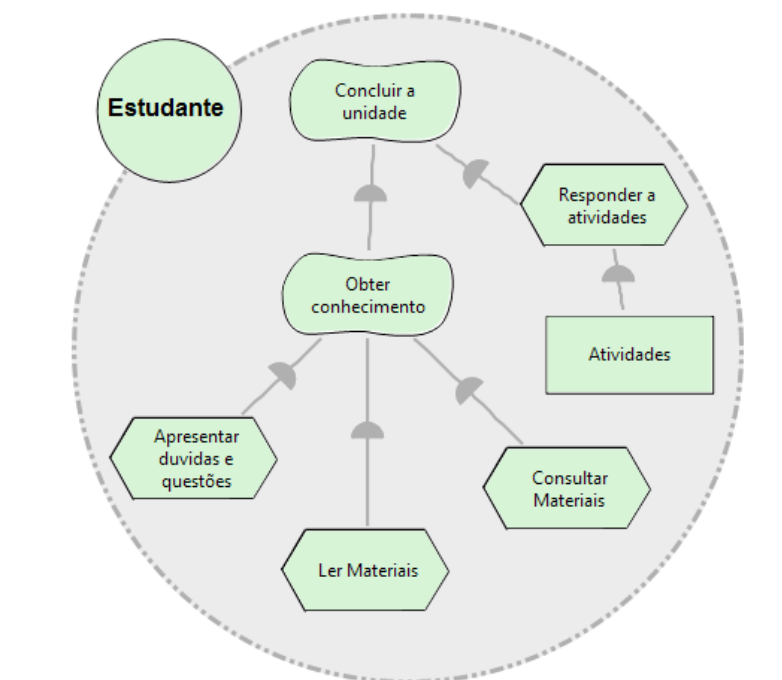 Estudante
Concluir a
unidade
Responder a
atividades
Obter
conhecimento
Atividades
Apresentar
duvidas e
questões
Consultar
Materiais
Ler Materiais